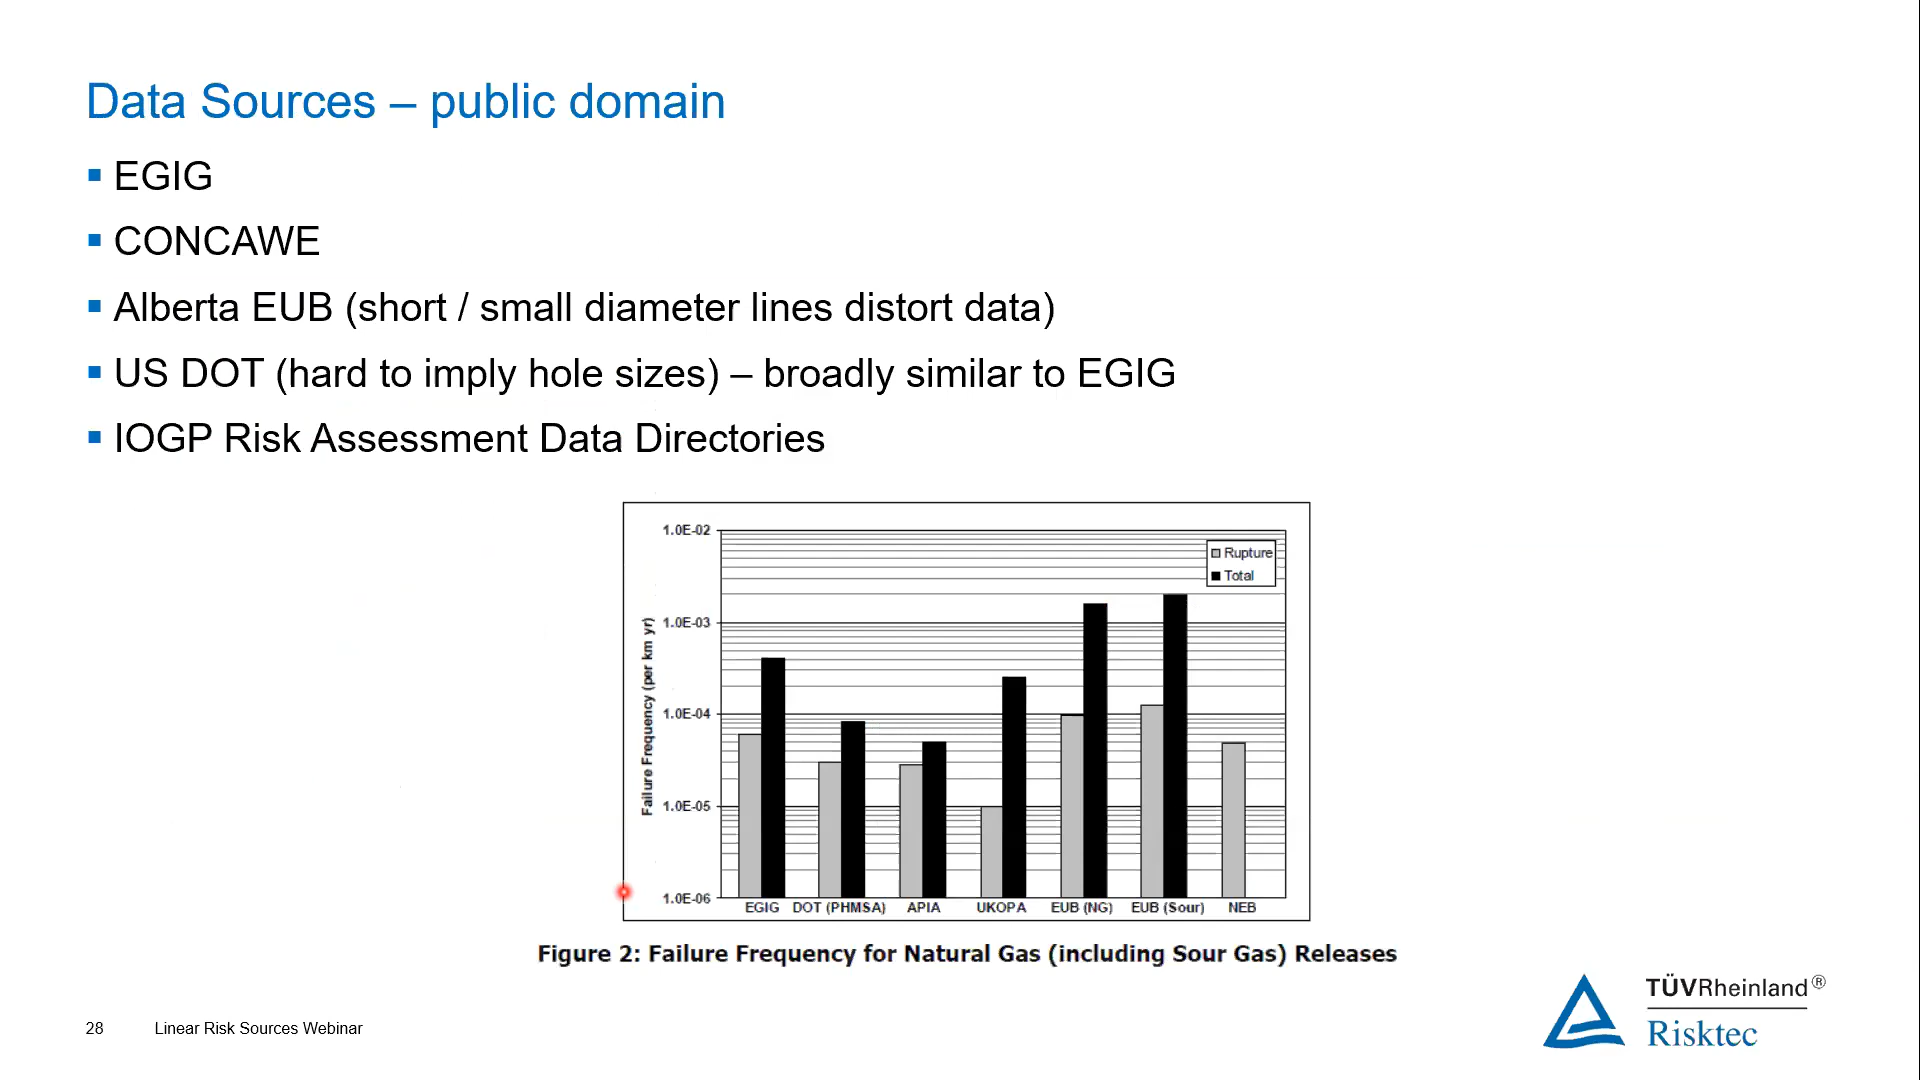 Data Sources – public domain
▪ EGIG
▪ CONCAWE
▪ Alberta EUB (short / small diameter lines distort data)
▪ US DOT (hard to imply hole sizes) – broadly similar to EGIG
▪ IOGP Risk Assessment Data Directories
Failure Frequency (per km yr)
1.0E-02
1.0E-03
1.0E-04
1.0E-05
1.0E-06
Rupture
Total
EGIG DOT (PHMSA) APIA UKOPA EUB (NG) EUB (Sour) NEB
Figure 2: Failure Frequency for Natural Gas (including Sour Gas) Releases
28 Linear Risk Sources Webinar
TÜVRheinland®
Risktec